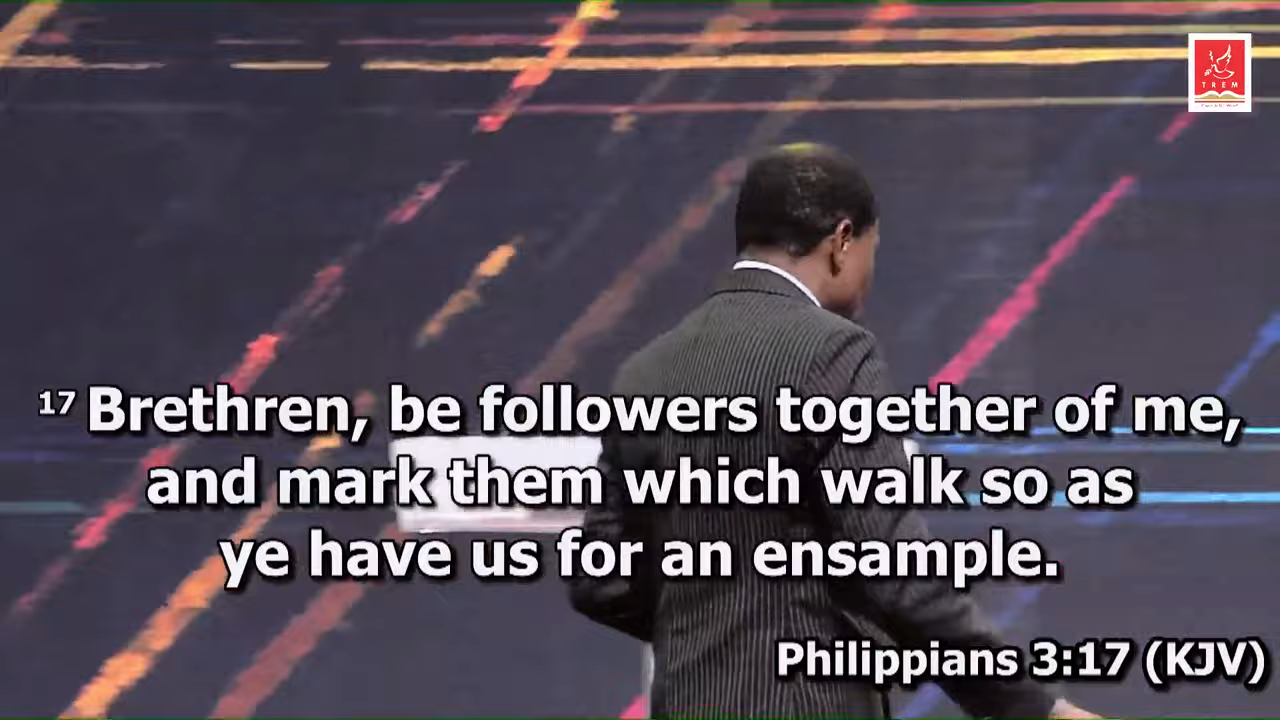 TREM
17 Brethren, be followers together of me,
and mark them which walk so as
ye have us for an ensample.
Philippians 3:17 (KJV)